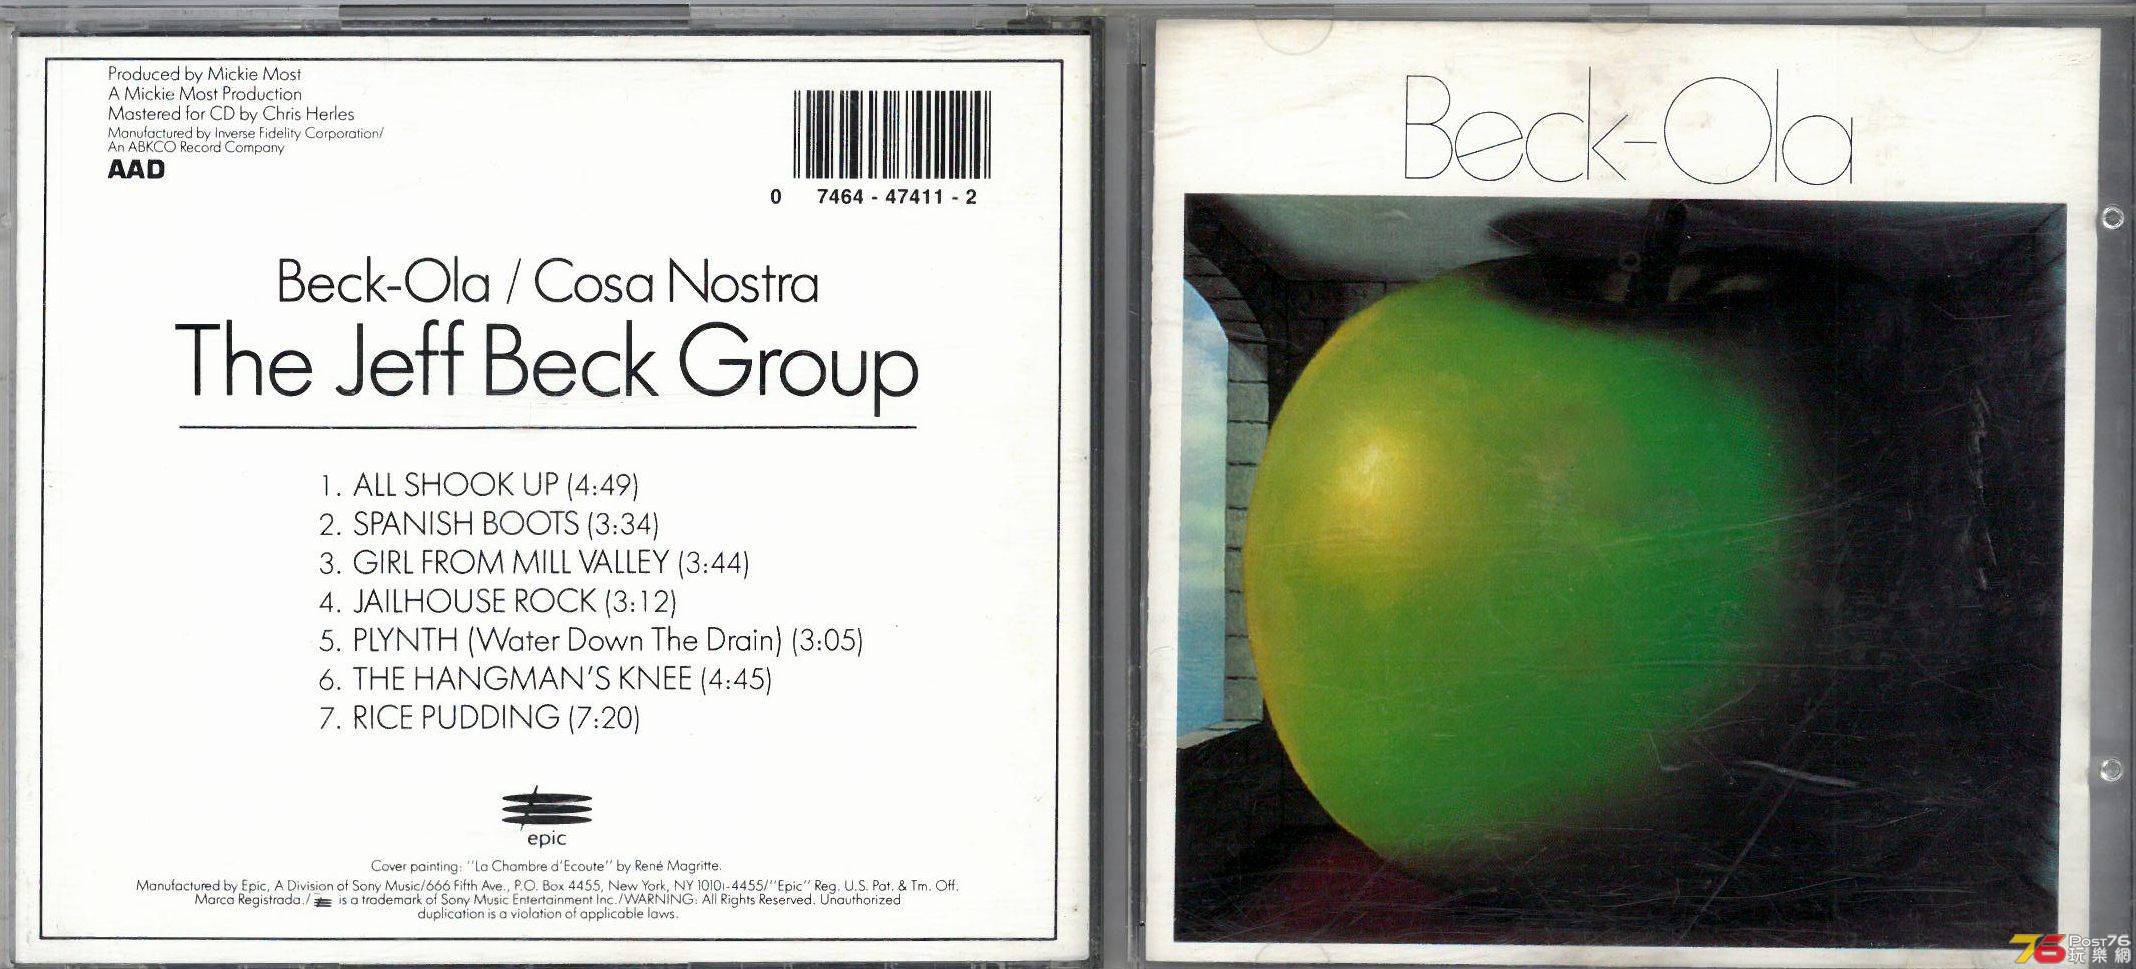 Produced by Mickie Most
A Mickie Most Production
Mastered for CD by Chris Herles
Manufactured by Inverse Fidelity Corporation/
An ABKCO Record Company
AAD
0 7464 - 47411 - 2
Beck-Ola / Cosa Nostra
The Jeff Beck Group
1. ALL SHOOK UP (4:49)
2. SPANISH BOOTS (3:34)
3. GIRL FROM MILL VALLEY (3:44)
4. JAILHOUSE ROCK (3:12)
5. PLYNTH (Water Down The Drain) (3:05)
6. THE HANGMAN'S KNEE (4:45)
7. RICE PUDDING (7:20)
epic
Cover painting: "La Chambre d'Ecoute" by René Magritte.
Manufactured by Epic, A Division of Sony Music/666 Fifth Ave., P.O. Box 4455, New York, NY 10101-4455/"Epic" Reg. U.S. Pat. & Tm. Off.
Marca Registrada./ is a trademark of Sony Music Entertainment Inc./WARNING: All Rights Reserved. Unauthorized
duplication is a violation of applicable laws.
Beck-Ola
76 Post76
玩樂網